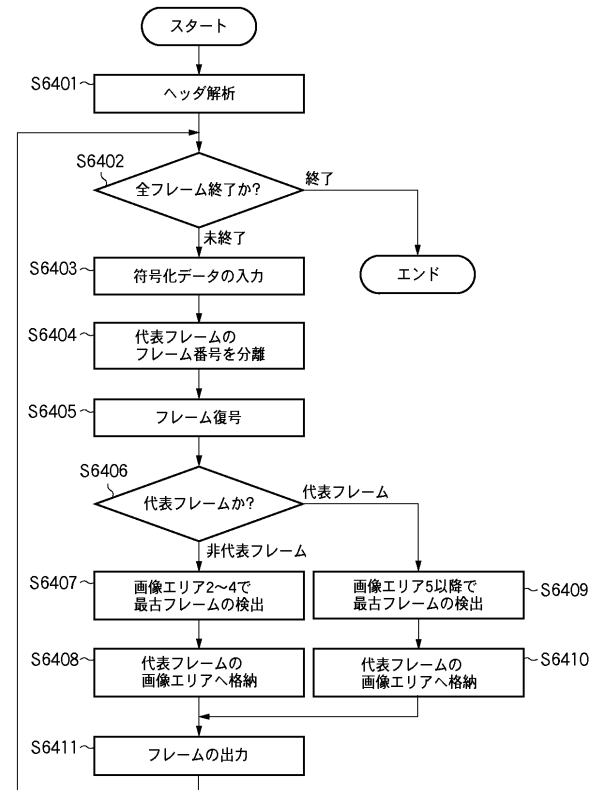 スタート
S6401
ヘッダ解析
S6402
全フレーム終了か?
終了
未終了
エンド
S6403
符号化データの入力
S6404
代表フレームの
フレーム番号を分離
S6405
フレーム復号
S6406
代表フレームか?
代表フレーム
非代表フレーム
S6407
画像エリア2〜4で
最古フレームの検出
画像エリア5以降で
最古フレームの検出
S6409
S6408
代表フレームの
画像エリアへ格納
代表フレームの
画像エリアへ格納
S6410
S6411
フレームの出力